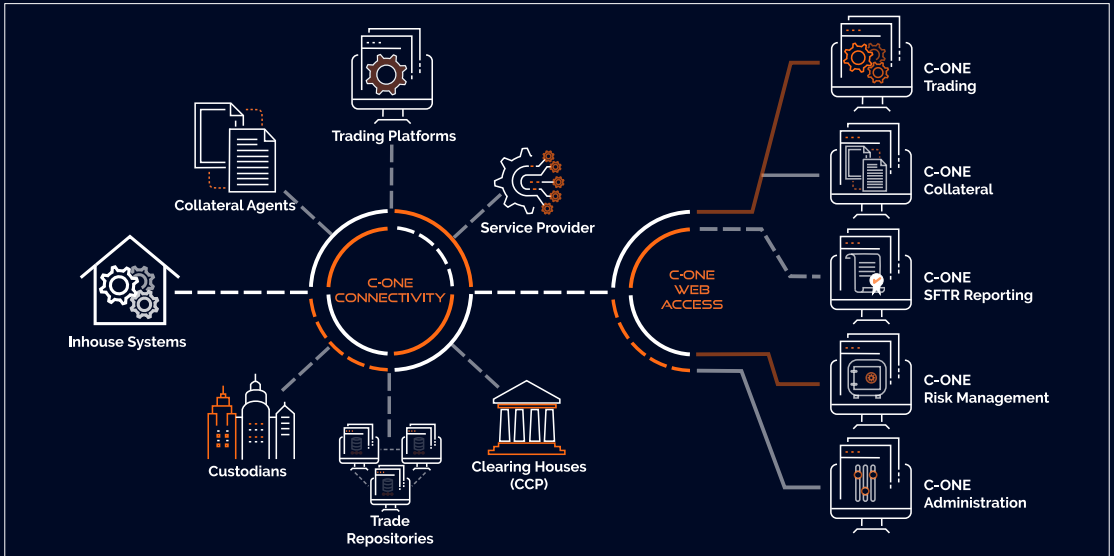 Trading Platforms
Collateral Agents
Service Provider
Inhouse Systems
C-ONE
CONNECTIVITY
Custodians
Trade
Repositories
Clearing Houses
(CCP)
C-ONE
WEB
ACCESS
C-ONE
Trading
C-ONE
Collateral
C-ONE
SFTR Reporting
C-ONE
Risk Management
C-ONE
Administration